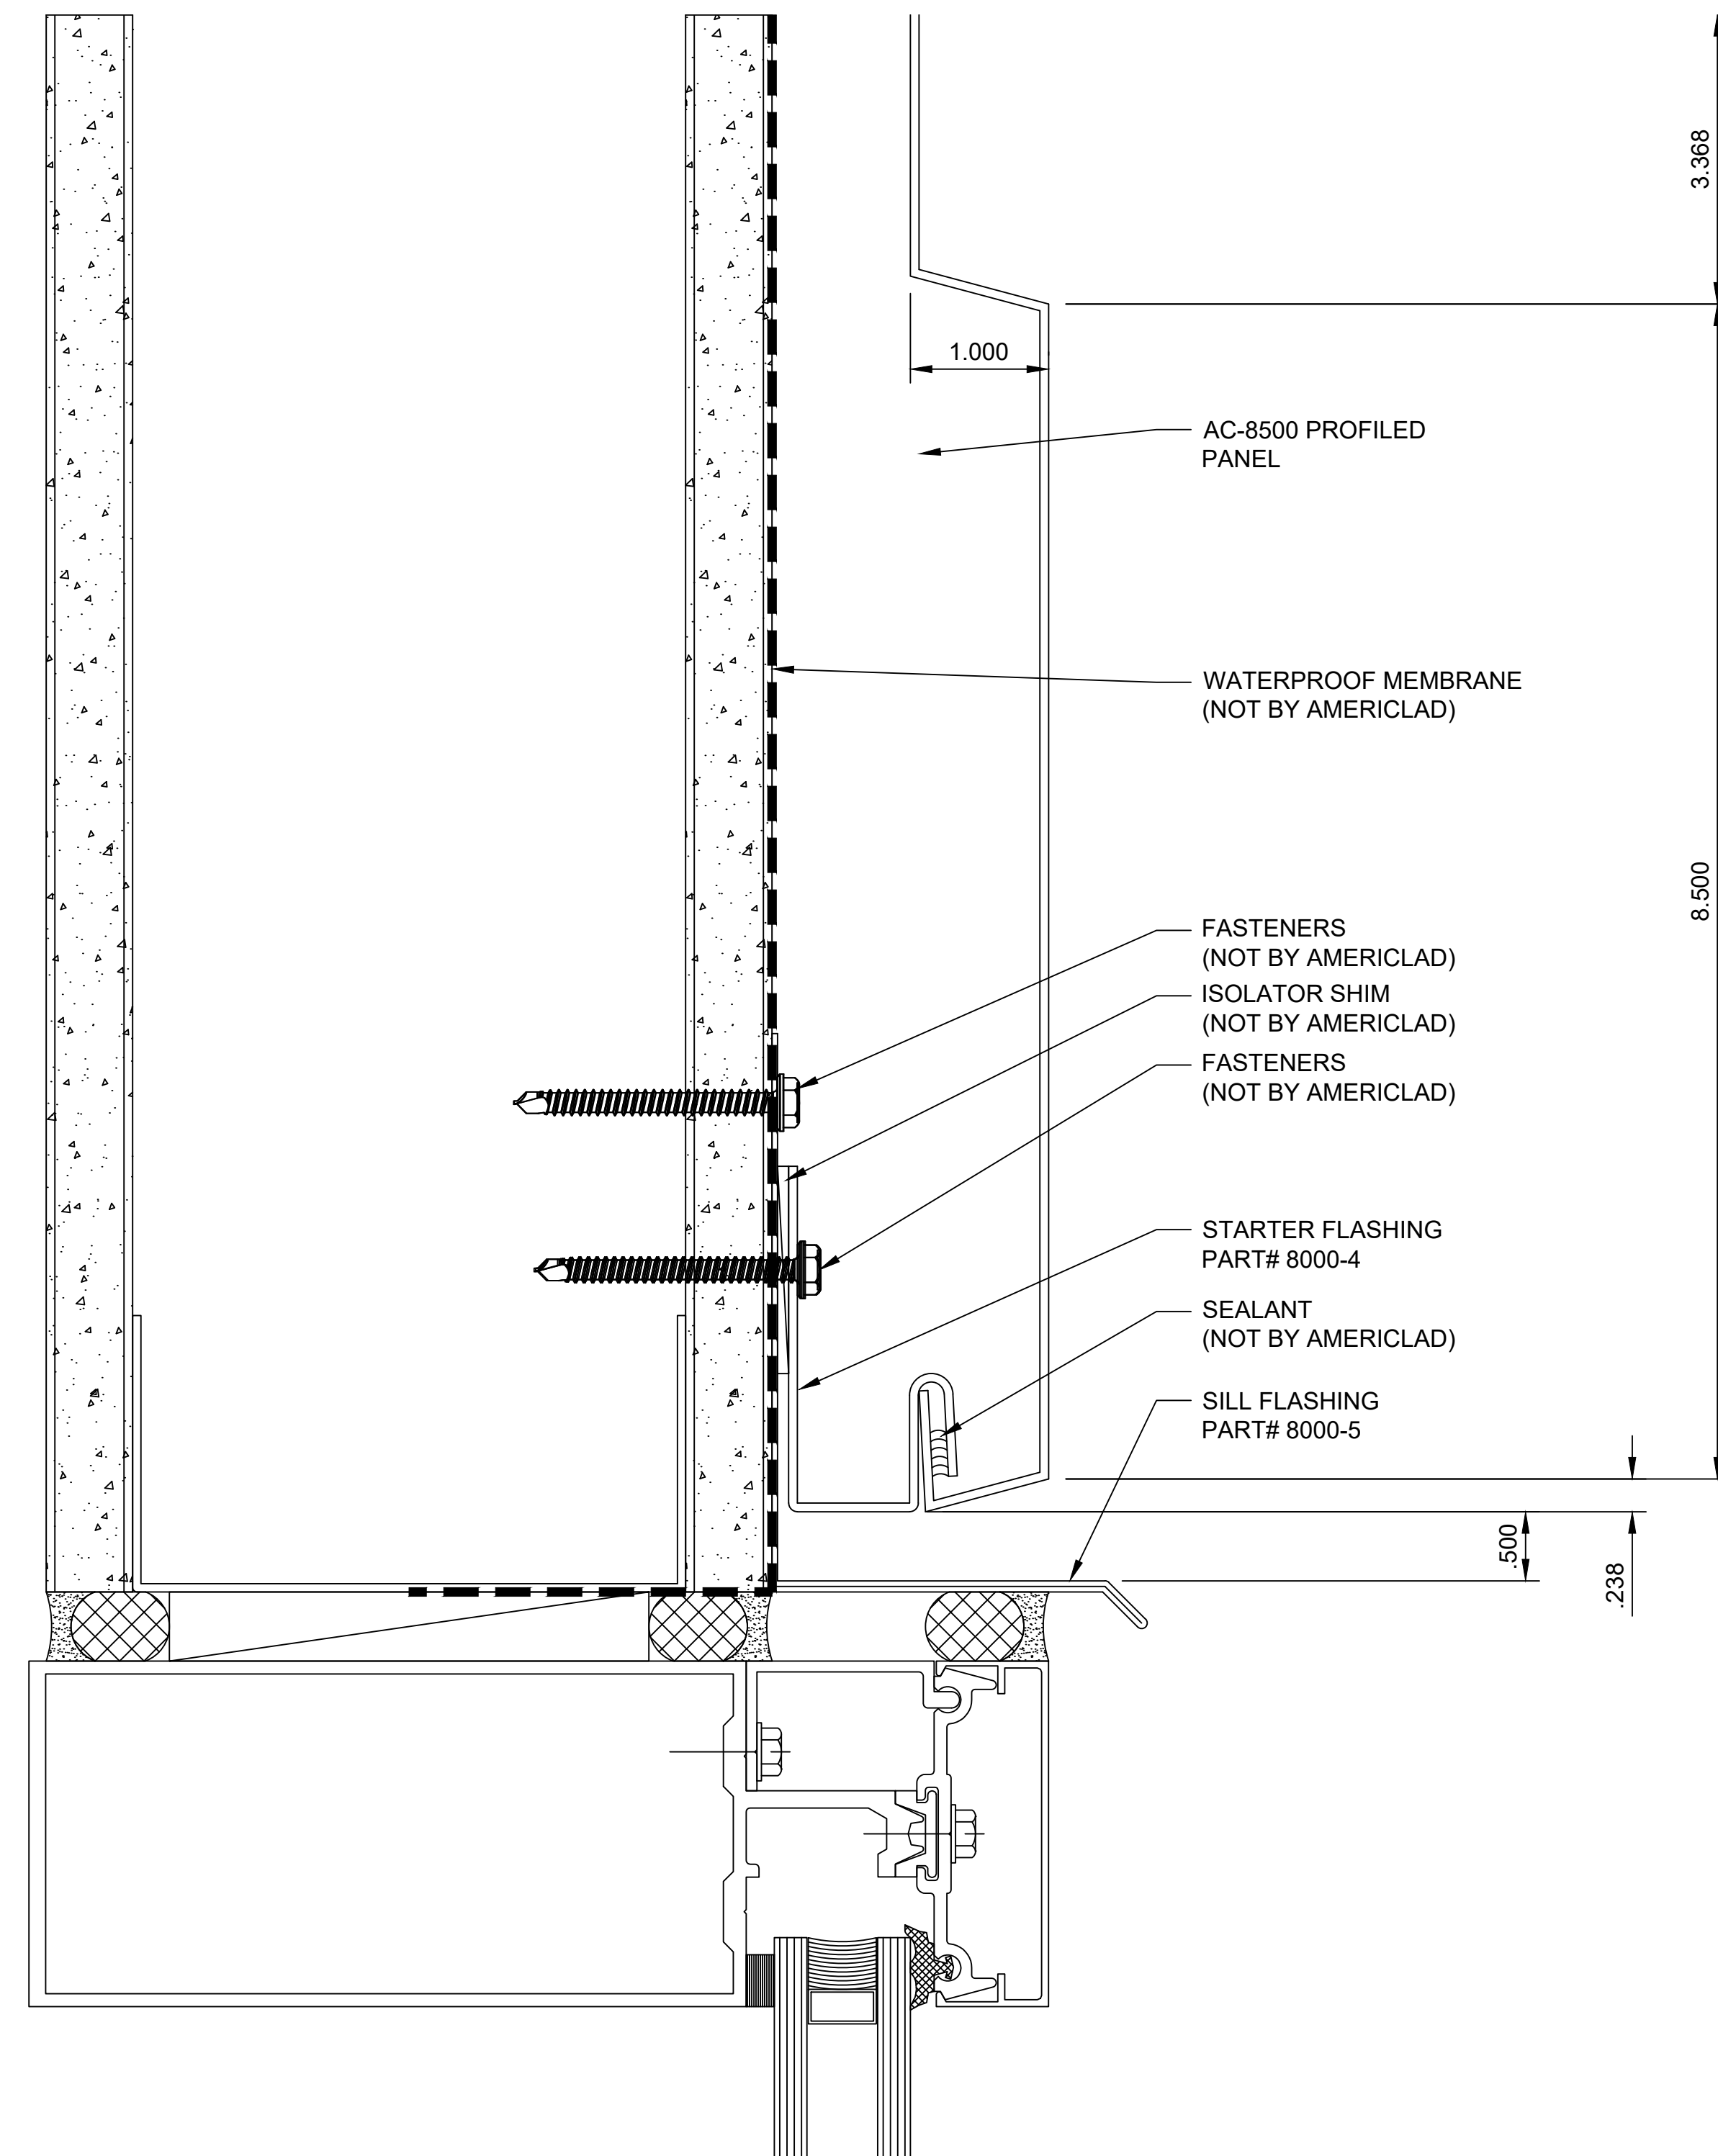 3.368
1.000
AC-8500 PROFILED
PANEL
WATERPROOF MEMBRANE
(NOT BY AMERICLAD)
8.500
FASTENERS
(NOT BY AMERICLAD)
ISOLATOR SHIM
(NOT BY AMERICLAD)
FASTENERS
(NOT BY AMERICLAD)
STARTER FLASHING
PART# 8000-4
SEALANT
(NOT BY AMERICLAD)
SILL FLASHING
PART# 8000-5
.500
.238